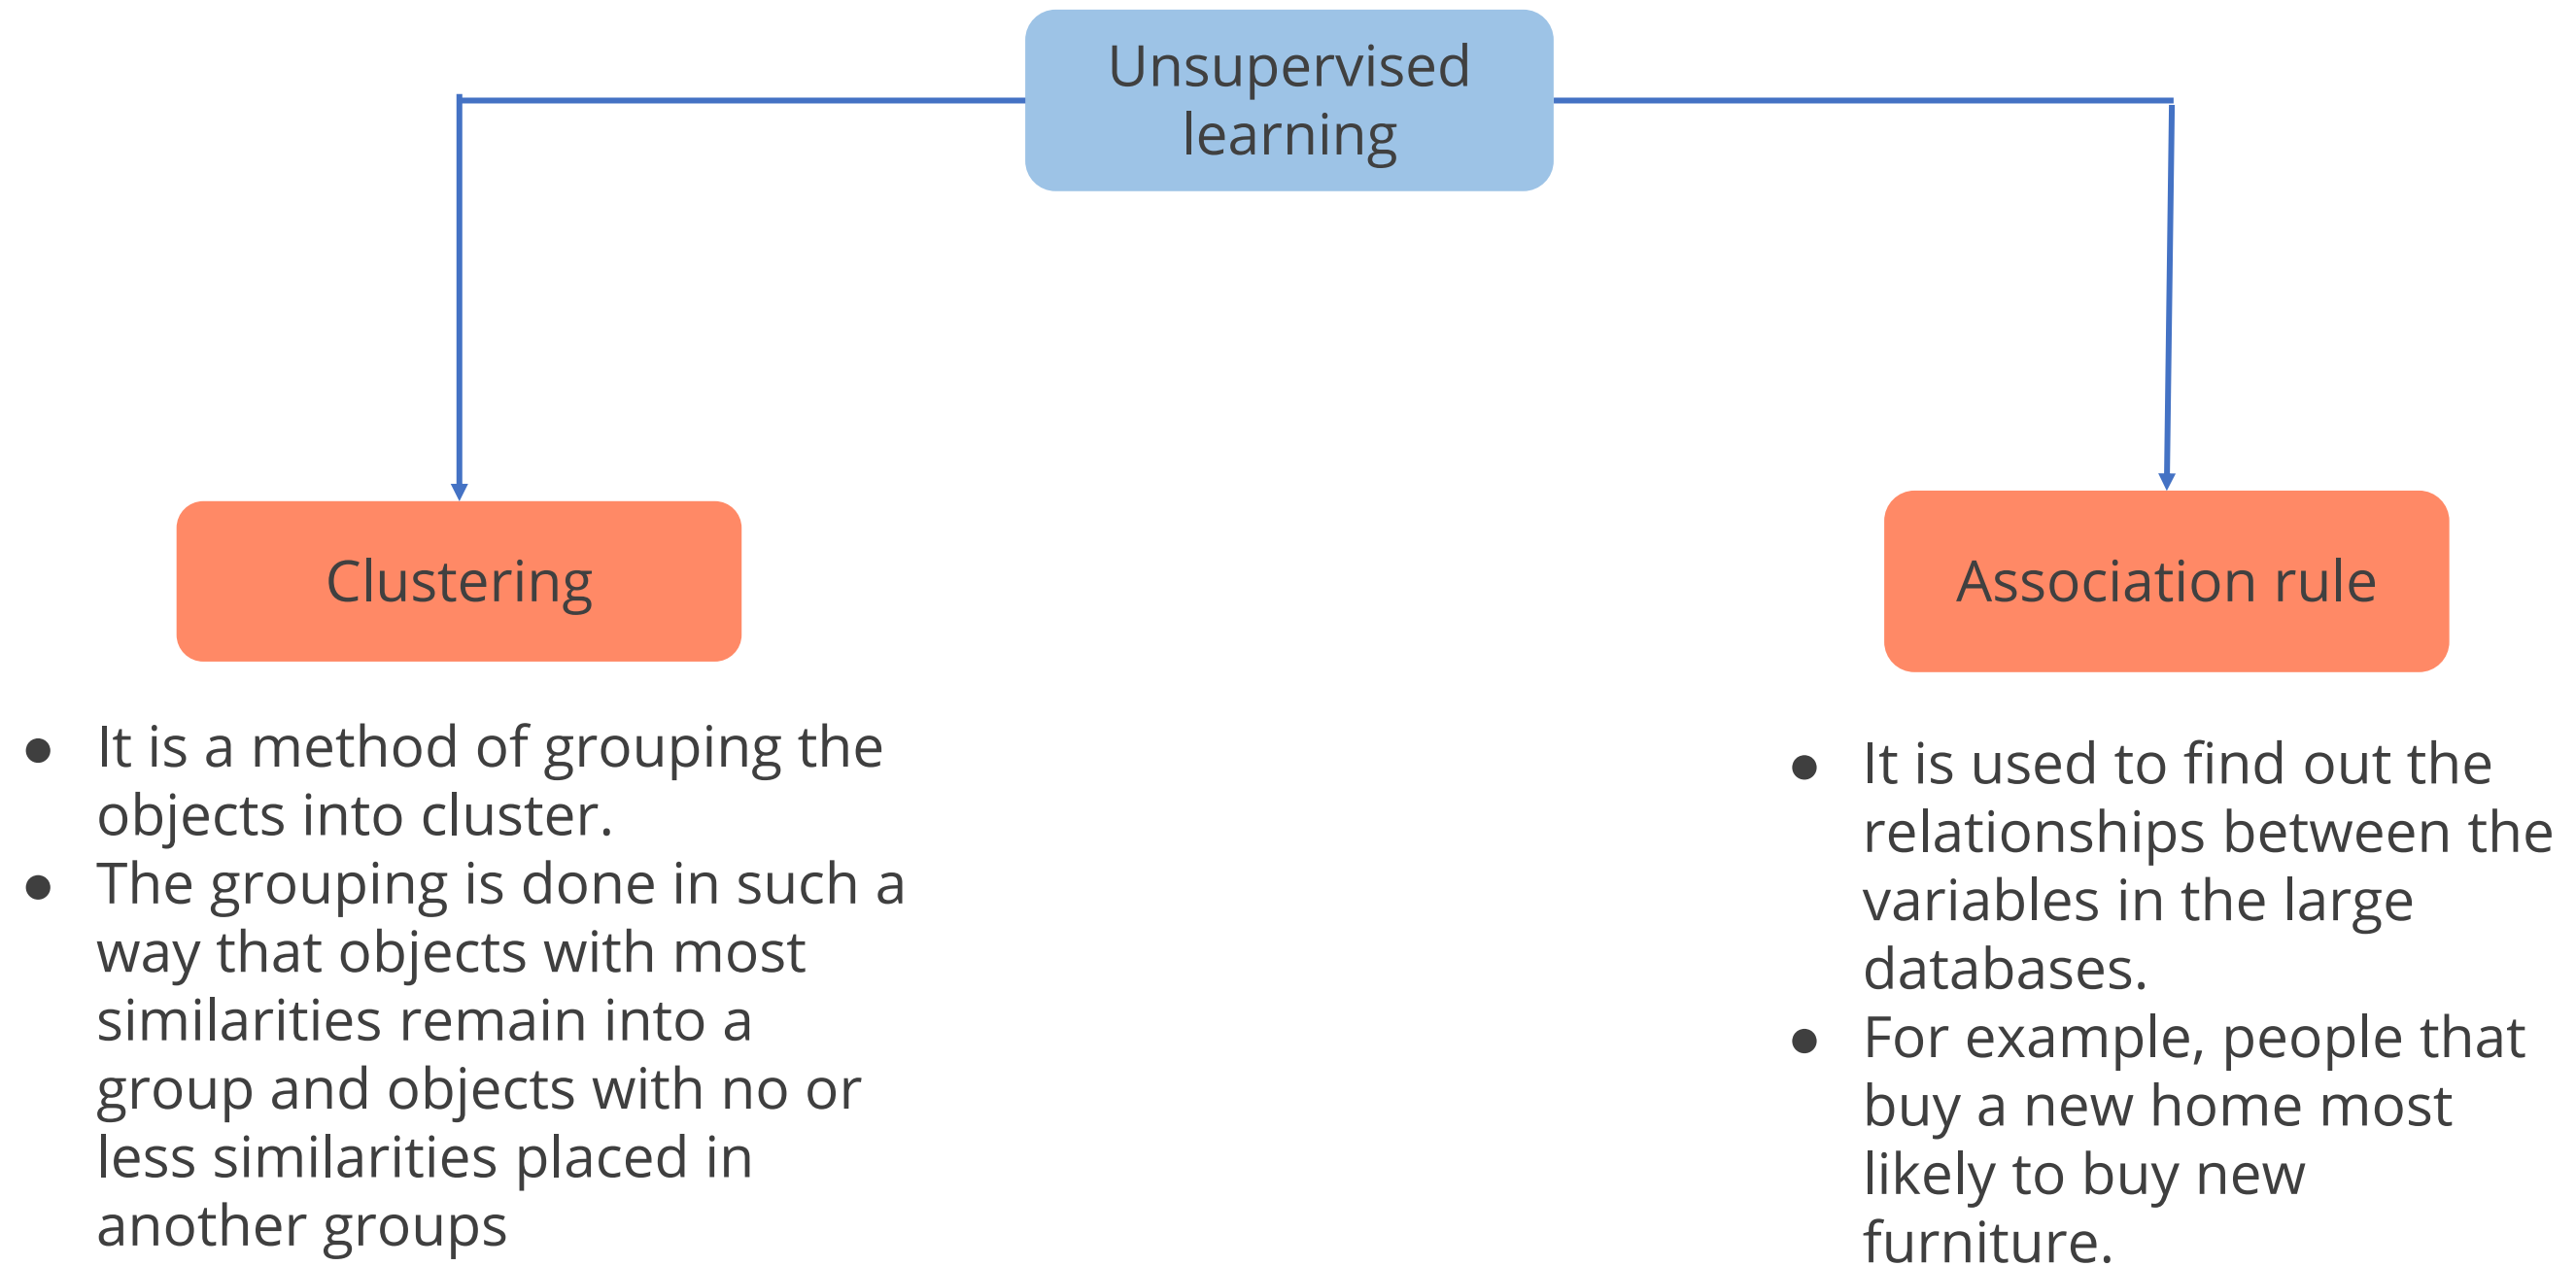 Unsupervised
learning
Clustering
Association rule
● It is a method of grouping the
objects into cluster.
● The grouping is done in such a
way that objects with most
similarities remain into a
group and objects with no or
less similarities placed in
another groups
● It is used to find out the
relationships between the
variables in the large
databases.
● For example, people that
buy a new home most
likely to buy new
furniture.